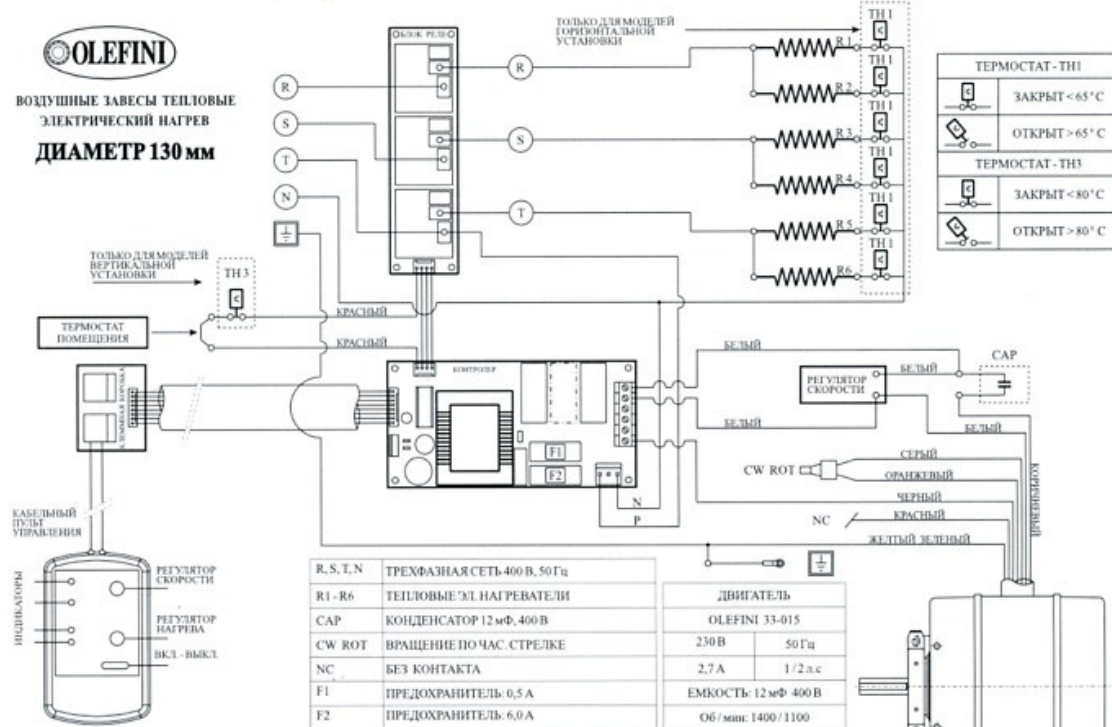 OLEFINI
ВОЗДУШНЫЕ ЗАВЕСЫ ТЕПЛОВЫЕ
ЭЛЕКТРИЧЕСКИЙ НАГРЕВ
ДИАМЕТР 130 мм
БЛОК РЕЛЕ
R
S
T
N
R
S
T
ТОЛЬКО ДЛЯ МОДЕЛЕЙ
ГОРИЗОНТАЛЬНОЙ
УСТАНОВКИ
TH 1
R 1
TH 1
R 2
TH 1
R 3
TH 1
R 4
TH 1
R 5
TH 1
R6
ТЕРМОСТАТ - TH1
ЗАКРЫТ < 65° C
ОТКРЫТ > 65° C
ТЕРМОСТАТ - TH3
ЗАКРЫТ < 80° C
ОТКРЫТ > 80° C
ТОЛЬКО ДЛЯ МОДЕЛЕЙ
ВЕРТИКАЛЬНОЙ
УСТАНОВКИ
TH 3
КРАСНЫЙ
ТЕРМОСТАТ
ПОМЕЩЕНИЯ
КРАСНЫЙ
КЛЕММНАЯ КОРОБКА
КОНТРОЛЕР
F1
F2
N
P
БЕЛЫЙ
БЕЛЫЙ
РЕГУЛЯТОР
СКОРОСТИ
БЕЛЫЙ
CAP
БЕЛЫЙ
CW ROT
СЕРЫЙ
ОРАНЖЕВЫЙ
ЧЕРНЫЙ
NC
КРАСНЫЙ
ЖЕЛТЫЙ ЗЕЛЕНЫЙ
КОРИЧНЕВЫЙ
КАБЕЛЬНЫЙ
ПУЛЬТ
УПРАВЛЕНИЯ
ИНДИКАТОРЫ
РЕГУЛЯТОР
СКОРОСТИ
РЕГУЛЯТОР
НАГРЕВА
ВКЛ. - ВЫКЛ.
R, S, T, N ТРЕХФАЗНАЯ СЕТЬ 400 В, 50 Гц
R1 - R6 ТЕПЛОВЫЕ ЭЛ. НАГРЕВАТЕЛИ
CAP КОНДЕНСАТОР 12 мФ, 400 В
CW ROT ВРАЩЕНИЕ ПО ЧАС. СТРЕЛКЕ
NC БЕЗ КОНТАКТА
F1 ПРЕДОХРАНИТЕЛЬ: 0,5 А
F2 ПРЕДОХРАНИТЕЛЬ: 6,0 А
ДВИГАТЕЛЬ
OLEFINI 33-015
230 В 50 Гц
2,7 А 1 / 2 л.с
ЕМКОСТЬ: 12 мФ 400 В
Об / мин: 1400 / 1100